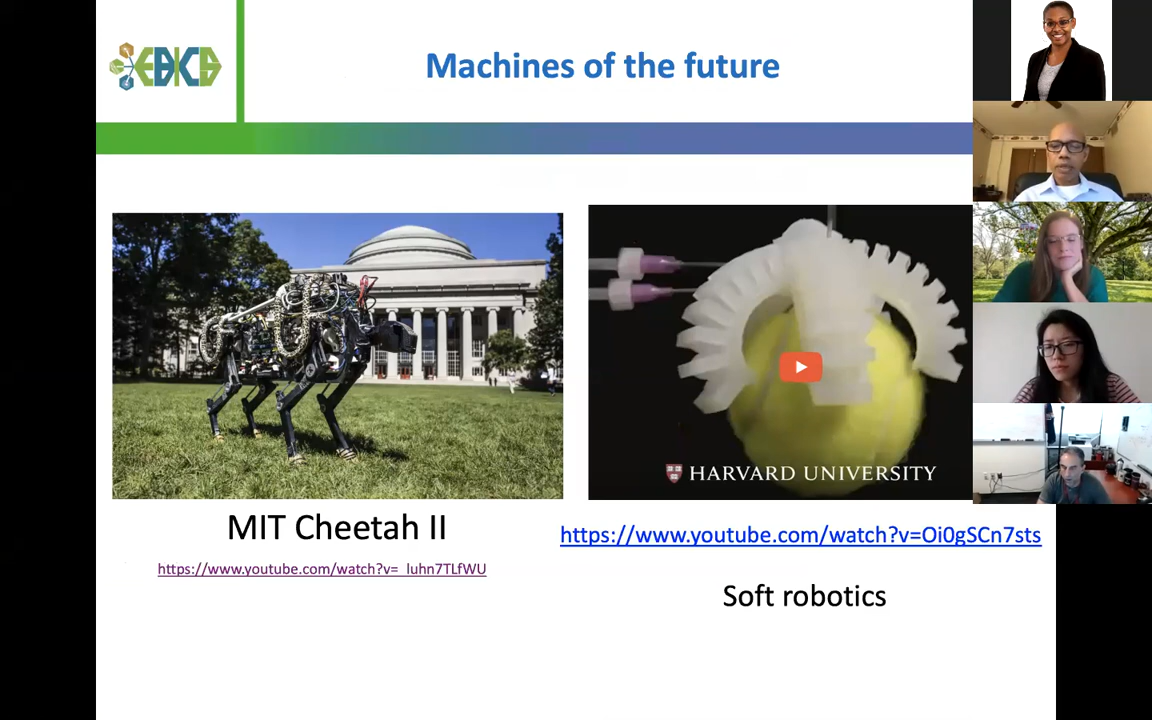 EBICS
Machines of the future
HARVARD UNIVERSITY
MIT Cheetah II
https://www.youtube.com/watch?v=_luhn7TLfWU
https://www.youtube.com/watch?v=Oi0gSCn7sts
Soft robotics